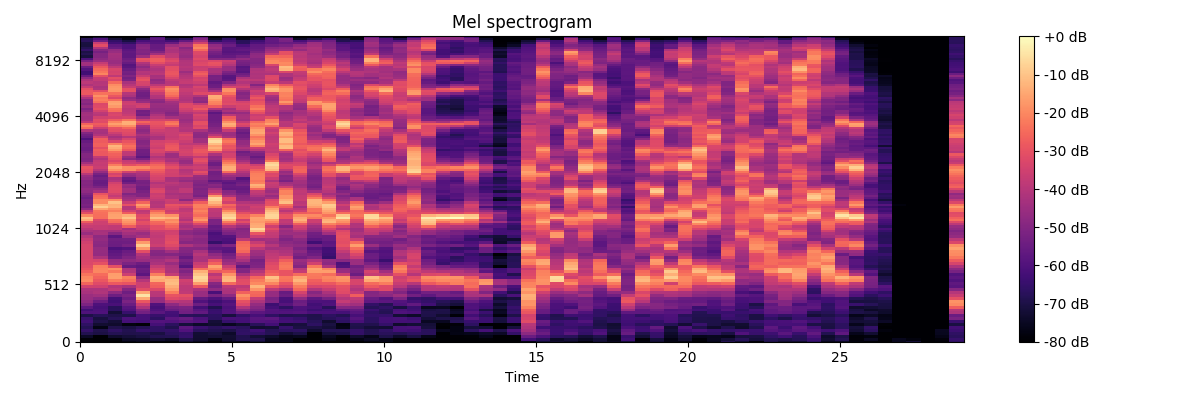 Mel spectrogram
Hz
8192
4096
2048
1024
512
0
0 5 10 15 20 25
Time
+0 dB
-10 dB
-20 dB
-30 dB
-40 dB
-50 dB
-60 dB
-70 dB
-80 dB